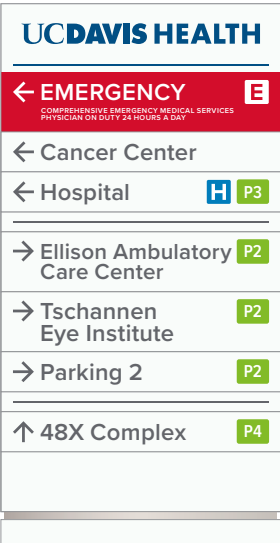 UCDAVIS HEALTH
← EMERGENCY E
COMPREHENSIVE EMERGENCY MEDICAL SERVICES
PHYSICIAN ON DUTY 24 HOURS A DAY
← Cancer Center
← Hospital H P3
→ Ellison Ambulatory P2
Care Center
→ Tschannen P2
Eye Institute
→ Parking 2 P2
↑ 48X Complex P4